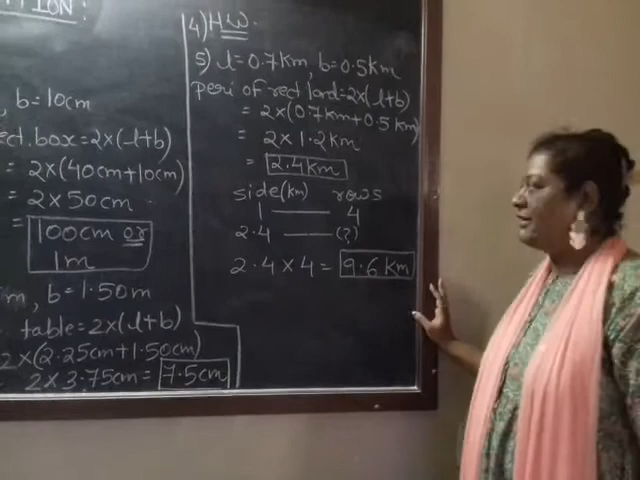 TION:
, b=10cm
ect. box=2x(l+b)
= 2x(40cm+10cm)
= 2x50cm
= 100cm or
1m
m, b=1.50m
table=2x(l+b)
2x(2.25cm+1.50cm)
2x3.75cm= 7.5cm
4) HW.
5) l=0.7km, b=0.5km
peri of rect land=2x(l+b)
= 2x(0.7km+0.5km)
= 2x1.2km
= 2.4km
side(km) rows
1 —— 4
2.4 —— (?)
2.4x4= 9.6km